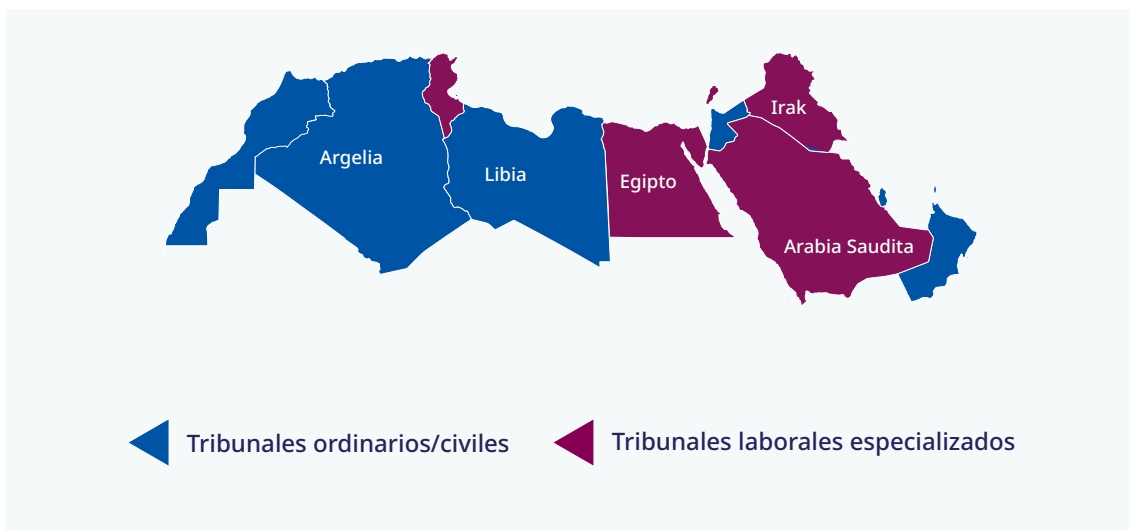 Irak
Argelia
Libia
Egipto
Arabia Saudita
Tribunales ordinarios/civiles
Tribunales laborales especializados